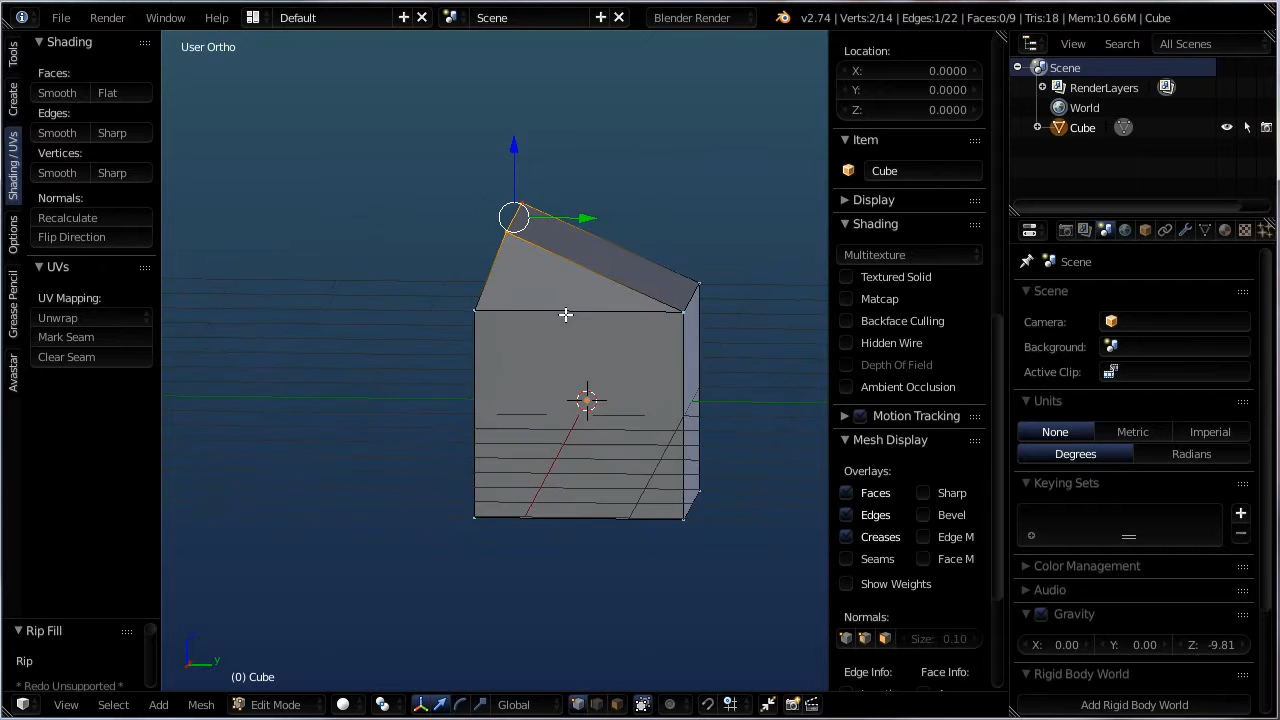 File Render Window Help Default Scene Blender Render v2.74 | Verts:2/14 | Edges:1/22 | Faces:0/9 | Tris:18 | Mem:10.66M | Cube
Tools
Create
Shading / UVs
Options
Grease Pencil
Avastar
Shading
Faces:
Smooth Flat
Edges:
Smooth Sharp
Vertices:
Smooth Sharp
Normals:
Recalculate
Flip Direction
UVs
UV Mapping:
Unwrap
Mark Seam
Clear Seam
Rip Fill
Rip
* Redo Unsupported *
User Ortho
y
(0) Cube
View Select Add Mesh Edit Mode Global
Location:
X: 0.0000
Y: 0.0000
Z: 0.0000
Item
Cube
Display
Shading
Multitexture
Textured Solid
Matcap
Backface Culling
Hidden Wire
Depth Of Field
Ambient Occlusion
Motion Tracking
Mesh Display
Overlays:
Faces Sharp
Edges Bevel
Creases Edge M
Seams Face M
Show Weights
Normals:
Size: 0.10
Edge Info: Face Info:
View Search All Scenes
Scene
RenderLayers
World
Cube
Scene
Scene
Camera:
Background:
Active Clip:
Units
None Metric Imperial
Degrees Radians
Keying Sets
Color Management
Audio
Gravity
X: 0.00 Y: 0.00 Z: -9.81
Rigid Body World
Add Rigid Body World